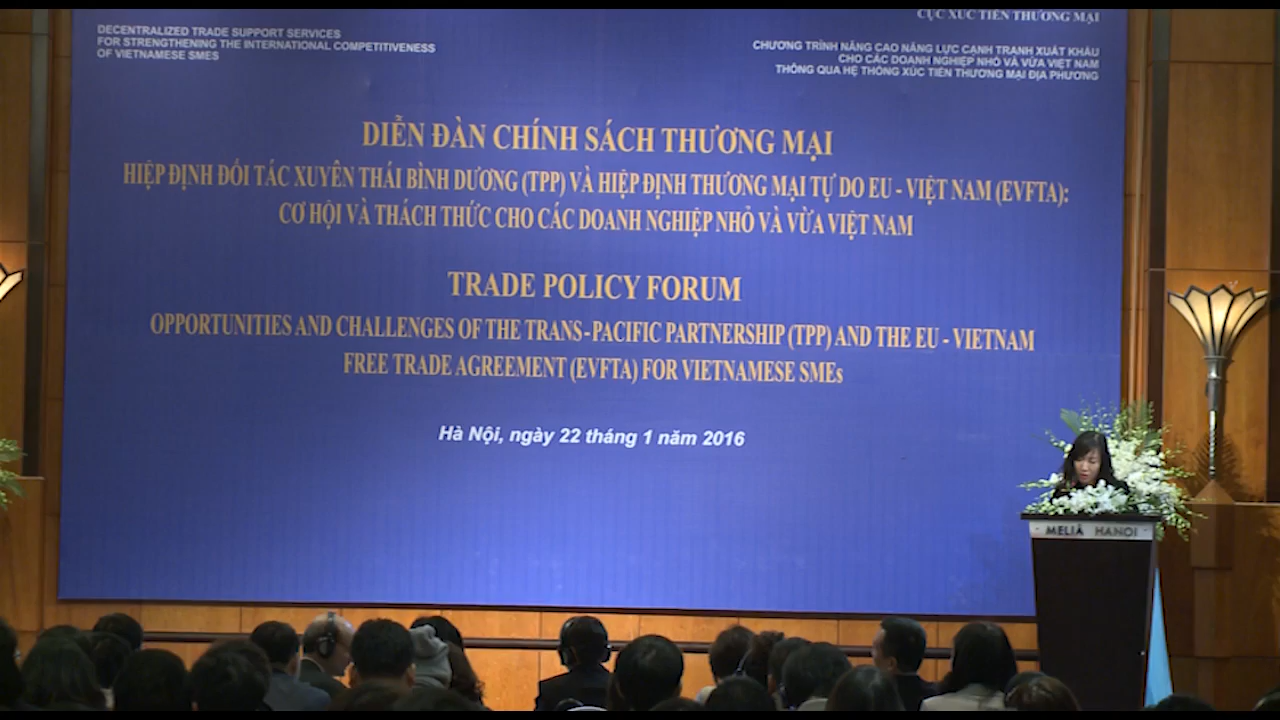 CỤC XÚC TIẾN THƯƠNG MẠI
DECENTRALIZED TRADE SUPPORT SERVICES
FOR STRENGTHENING THE INTERNATIONAL COMPETITIVENESS
OF VIETNAMESE SMES
CHƯƠNG TRÌNH NÂNG CAO NĂNG LỰC CẠNH TRANH XUẤT KHẨU
CHO CÁC DOANH NGHIỆP NHỎ VÀ VỪA VIỆT NAM
THÔNG QUA HỆ THỐNG XÚC TIẾN THƯƠNG MẠI ĐỊA PHƯƠNG
DIỄN ĐÀN CHÍNH SÁCH THƯƠNG MẠI
HIỆP ĐỊNH ĐỐI TÁC XUYÊN THÁI BÌNH DƯƠNG (TPP) VÀ HIỆP ĐỊNH THƯƠNG MẠI TỰ DO EU - VIỆT NAM (EVFTA):
CƠ HỘI VÀ THÁCH THỨC CHO CÁC DOANH NGHIỆP NHỎ VÀ VỪA VIỆT NAM
TRADE POLICY FORUM
OPPORTUNITIES AND CHALLENGES OF THE TRANS-PACIFIC PARTNERSHIP (TPP) AND THE EU - VIETNAM
FREE TRADE AGREEMENT (EVFTA) FOR VIETNAMESE SMEs
Hà Nội, ngày 22 tháng 1 năm 2016
MELIÃ HANOI